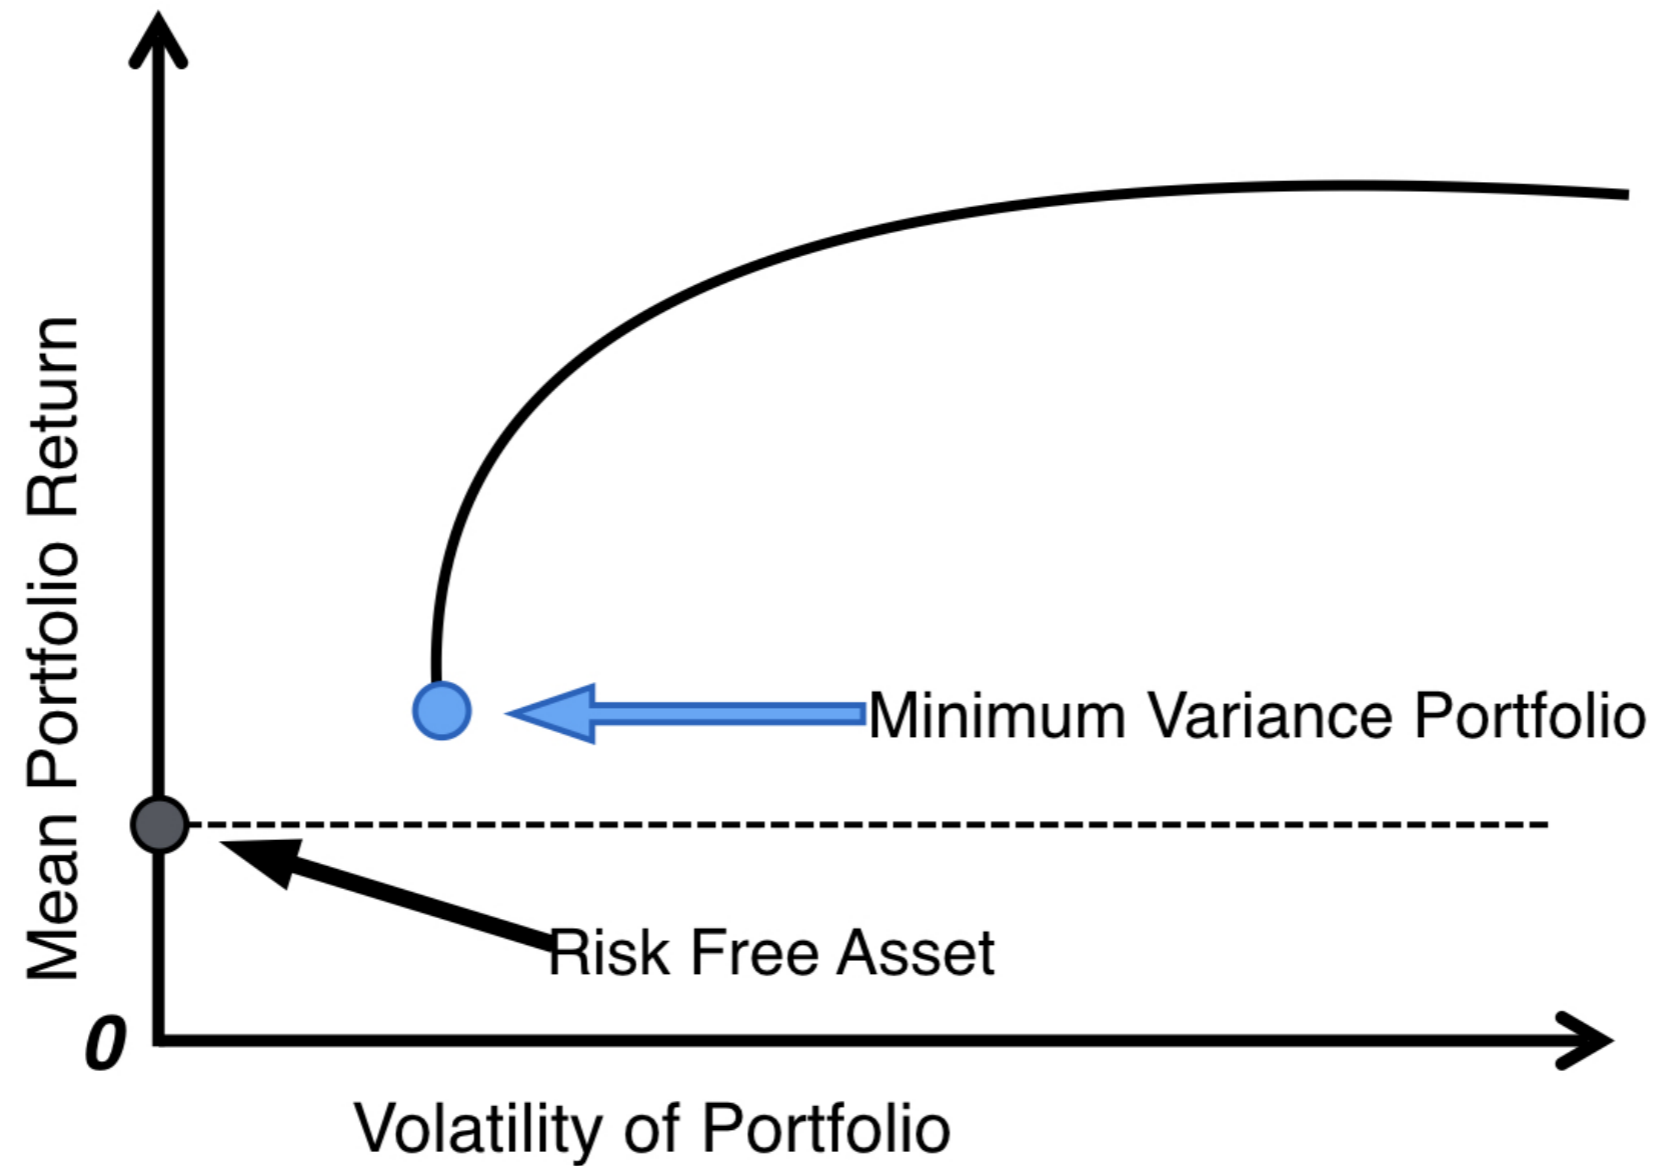 Mean Portfolio Return
Minimum Variance Portfolio
Risk Free Asset
0
Volatility of Portfolio